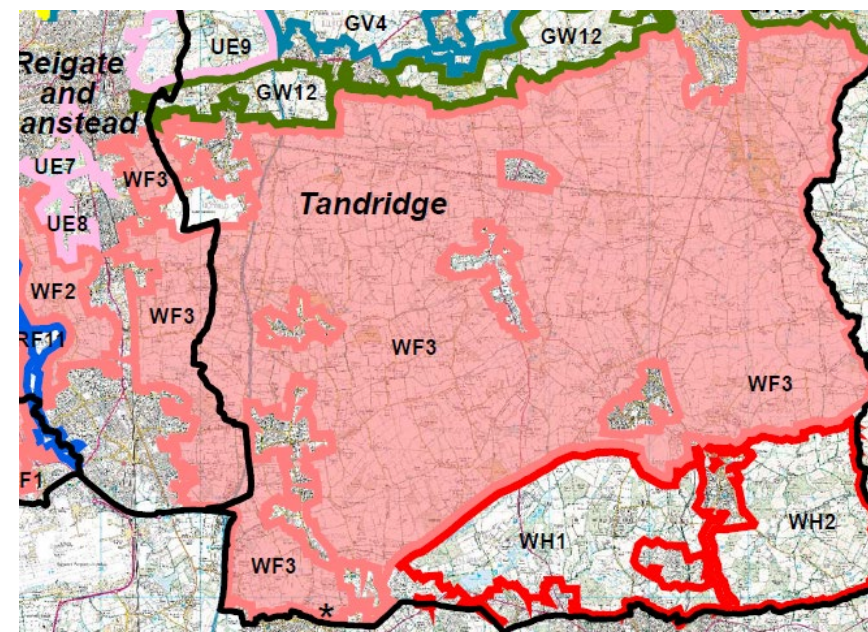 UE9
GV4
GW12
Reigate
and
anstead
GW12
UE7
WF3
Tandridge
UE8
WF2
WF3
RF11
WF3
WF3
F1
WH1
WH2
WF3
*